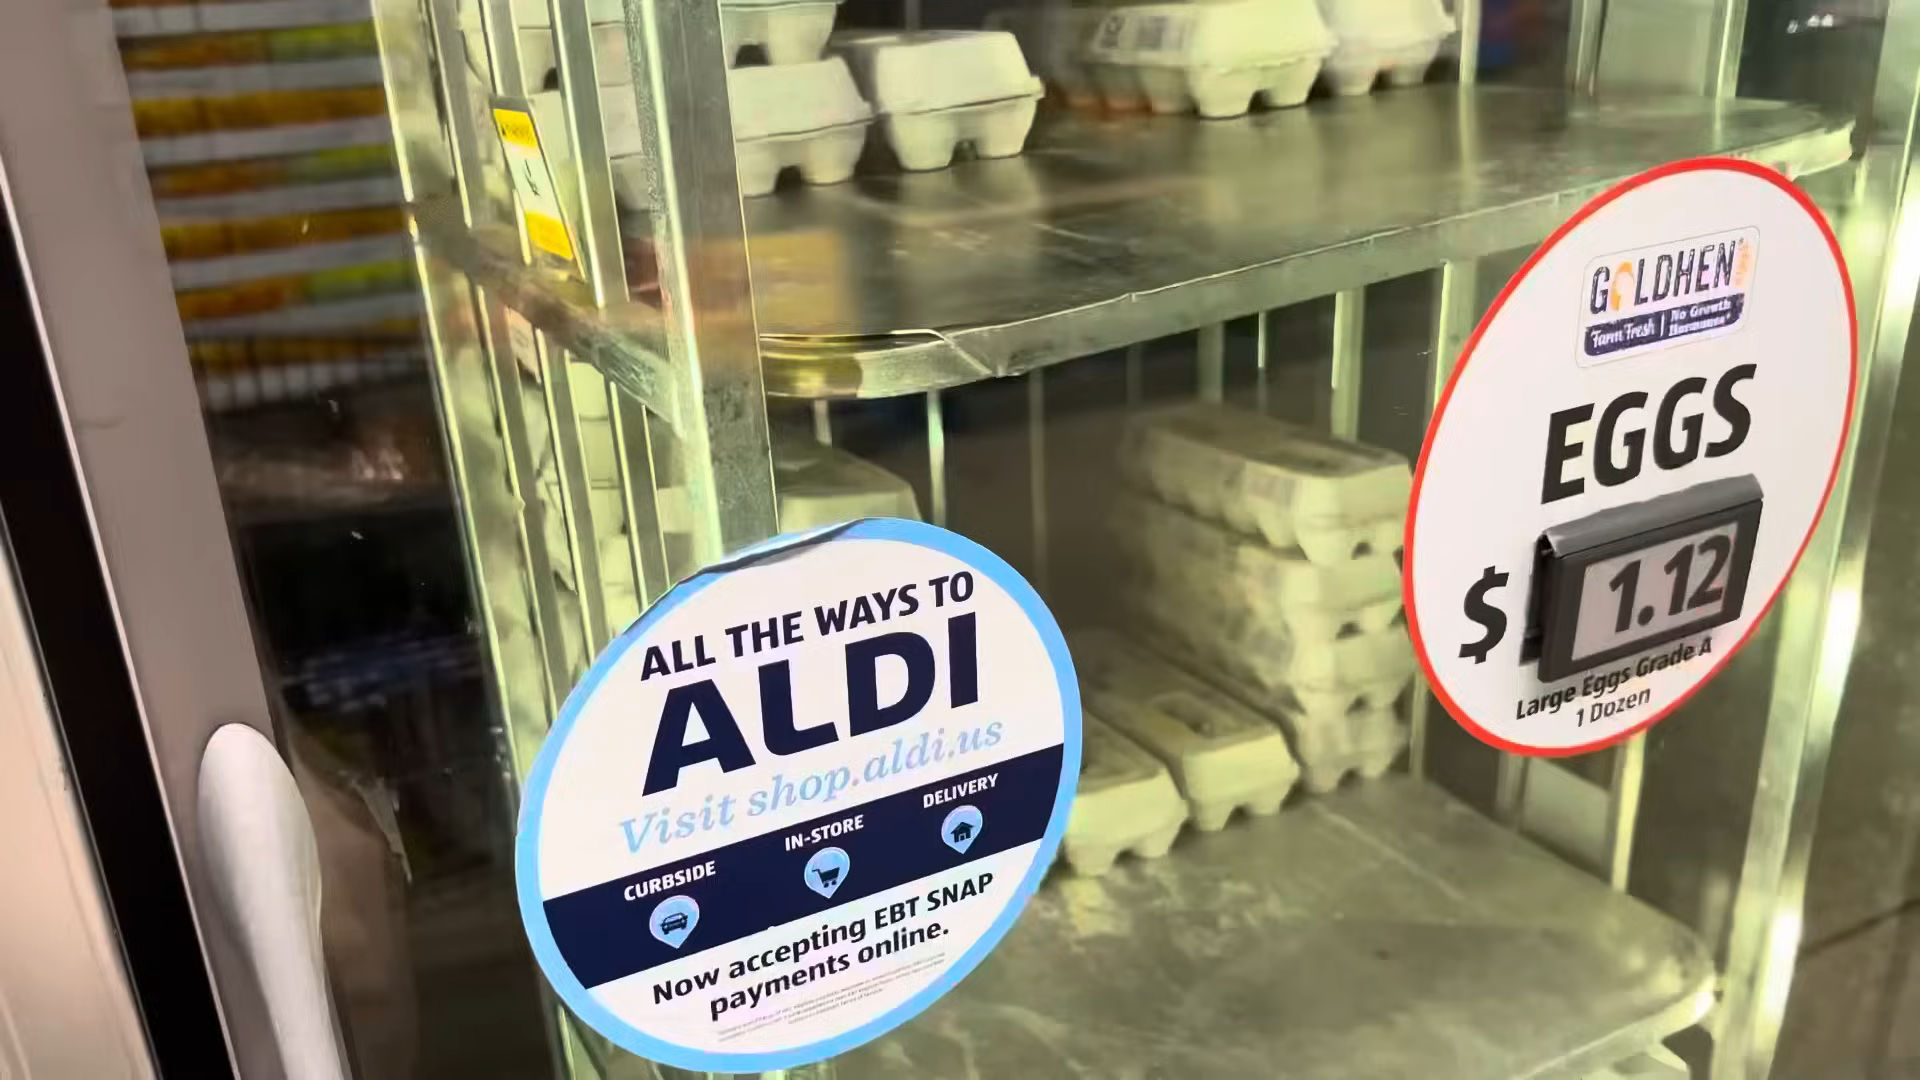 GOLDHEN
Farm Fresh | No Growth Hormones*
EGGS
$ 1.12
Large Eggs Grade A
1 Dozen
ALL THE WAYS TO
ALDI
Visit shop.aldi.us
CURBSIDE
IN-STORE
DELIVERY
Now accepting EBT SNAP
payments online.